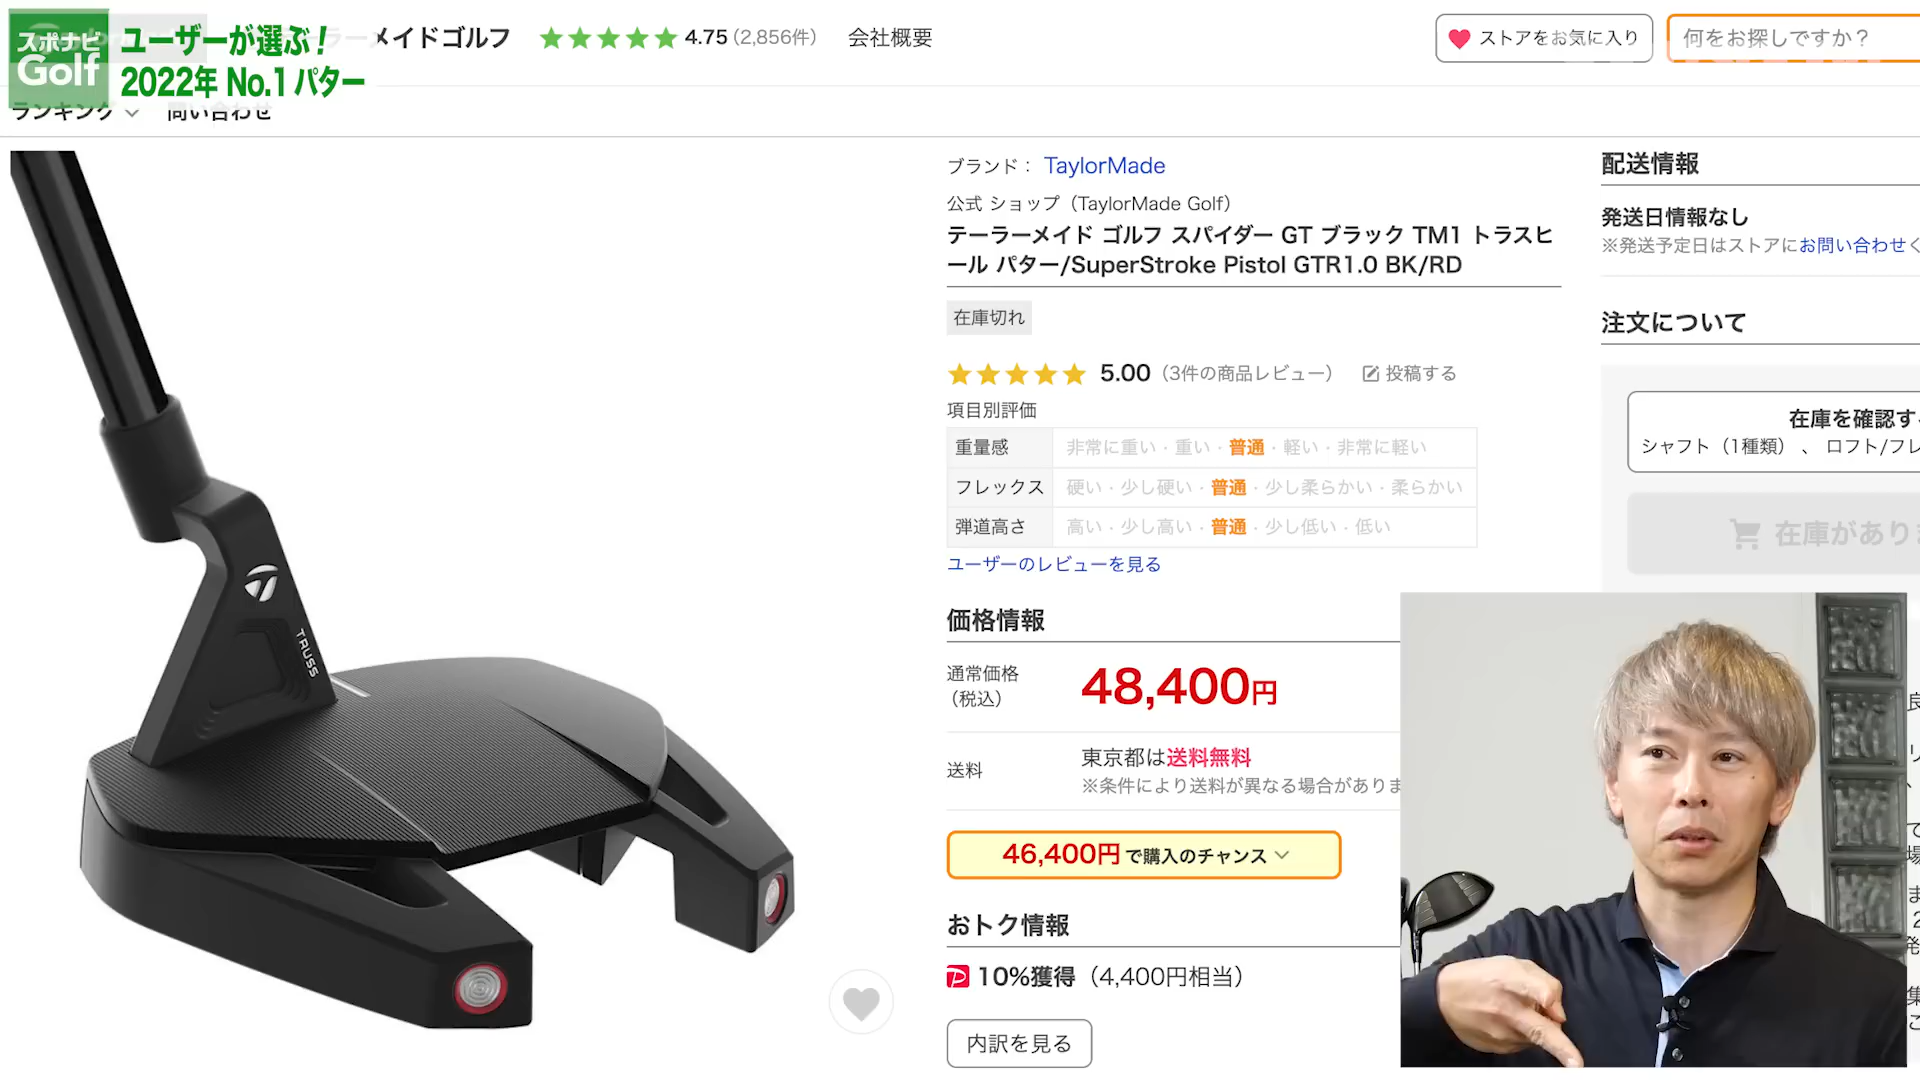 スポナビ
Golf
ユーザーが選ぶ!
2022年 No.1 パター
メイドゴルフ
4.75 (2,856件)
会社概要
ストアをお気に入り
何をお探しですか?
ランキング
問い合わせ
TRUSS
ブランド: TaylorMade
公式 ショップ（TaylorMade Golf）
テーラーメイド ゴルフ スパイダー GT ブラック TM1 トラスヒ
ール パター/SuperStroke Pistol GTR1.0 BK/RD
在庫切れ
5.00（3件の商品レビュー） 投稿する
項目別評価
重量感 非常に重い・重い・普通・軽い・非常に軽い
フレックス 硬い・少し硬い・普通・少し柔らかい・柔らかい
弾道高さ 高い・少し高い・普通・少し低い・低い
ユーザーのレビューを見る
価格情報
通常価格
（税込）
48,400円
送料
東京都は送料無料
※条件により送料が異なる場合がありま
46,400円で購入のチャンス
おトク情報
10%獲得（4,400円相当）
内訳を見る
配送情報
発送日情報なし
※発送予定日はストアにお問い合わせく
注文について
在庫を確認す
シャフト（1種類）、ロフト/フレ
在庫があり